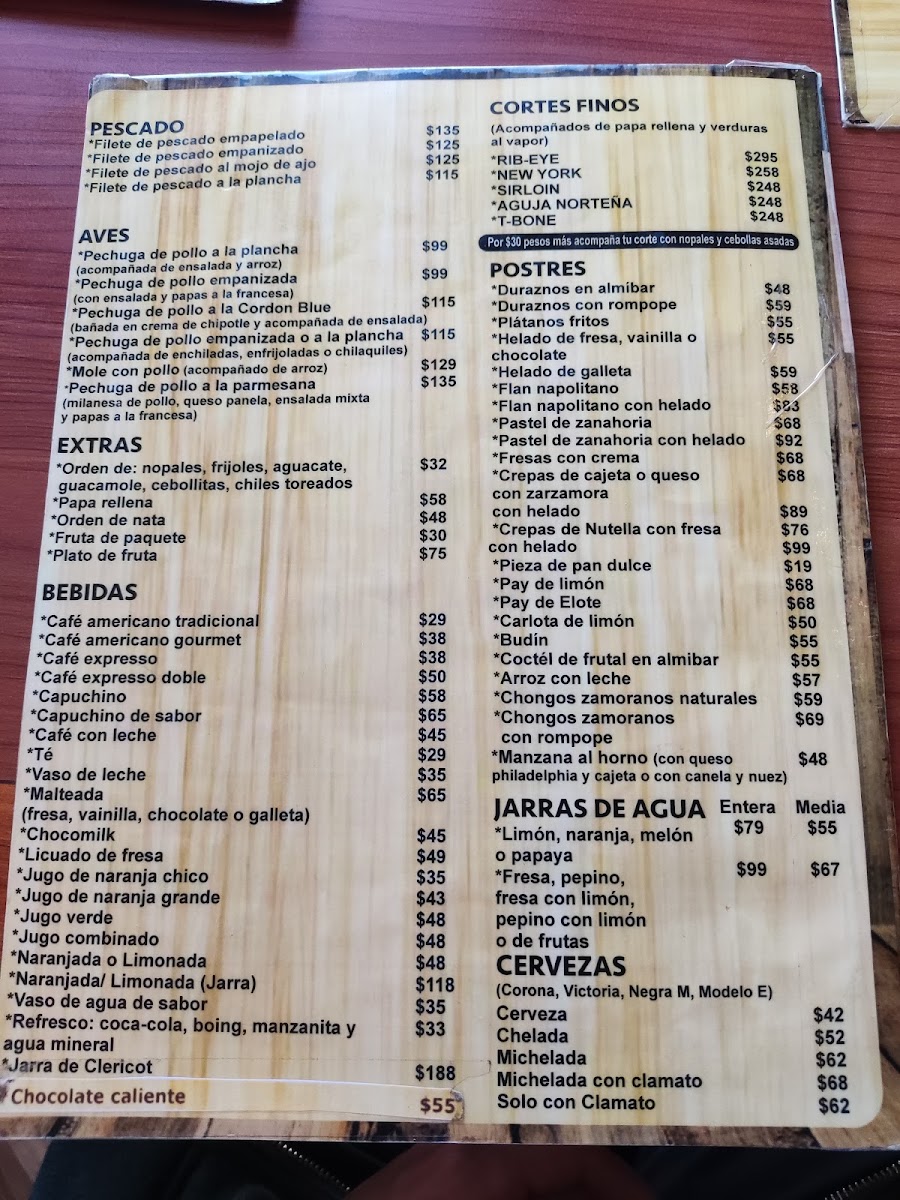 PESCADO
*Filete de pescado empapelado $135
*Filete de pescado empanizado $125
*Filete de pescado al mojo de ajo $125
*Filete de pescado a la plancha $115
AVES
*Pechuga de pollo a la plancha $99
(acompañada de ensalada y arroz)
*Pechuga de pollo empanizada $99
(con ensalada y papas a la francesa)
*Pechuga de pollo a la Cordon Blue $115
(bañada en crema de chipotle y acompañada de ensalada)
*Pechuga de pollo empanizada o a la plancha $115
(acompañada de enchiladas, enfrijoladas o chilaquiles)
*Mole con pollo (acompañado de arroz) $129
*Pechuga de pollo a la parmesana $135
(milanesa de pollo, queso panela, ensalada mixta
y papas a la francesa)
EXTRAS
*Orden de: nopales, frijoles, aguacate, $32
guacamole, cebollitas, chiles toreados
*Papa rellena $58
*Orden de nata $48
*Fruta de paquete $30
*Plato de fruta $75
BEBIDAS
*Café americano tradicional $29
*Café americano gourmet $38
*Café expresso $38
*Café expresso doble $50
*Capuchino $58
*Capuchino de sabor $65
*Café con leche $45
*Té $29
*Vaso de leche $35
*Malteada $65
(fresa, vainilla, chocolate o galleta)
*Chocomilk $45
*Licuado de fresa $49
*Jugo de naranja chico $35
*Jugo de naranja grande $43
*Jugo verde $48
*Jugo combinado $48
*Naranjada o Limonada $48
*Naranjada/ Limonada (Jarra) $118
*Vaso de agua de sabor $35
*Refresco: coca-cola, boing, manzanita y $33
agua mineral
*Jarra de Clericot $188
Chocolate caliente $55
CORTES FINOS
(Acompañados de papa rellena y verduras
al vapor)
*RIB-EYE $295
*NEW YORK $258
*SIRLOIN $248
*AGUJA NORTEÑA $248
*T-BONE $248
Por $30 pesos más acompaña tu corte con nopales y cebollas asadas
POSTRES
*Duraznos en almíbar $48
*Duraznos con rompope $59
*Plátanos fritos $55
*Helado de fresa, vainilla o $55
chocolate
*Helado de galleta $59
*Flan napolitano $58
*Flan napolitano con helado $83
*Pastel de zanahoria $68
*Pastel de zanahoria con helado $92
*Fresas con crema $68
*Crepas de cajeta o queso $68
con zarzamora
con helado $89
*Crepas de Nutella con fresa $76
con helado $99
*Pieza de pan dulce $19
*Pay de limón $68
*Pay de Elote $68
*Carlota de limón $50
*Budín $55
*Coctél de frutal en almibar $55
*Arroz con leche $57
*Chongos zamoranos naturales $59
*Chongos zamoranos $69
con rompope
*Manzana al horno (con queso $48
philadelphia y cajeta o con canela y nuez)
JARRAS DE AGUA Entera Media
*Limón, naranja, melón $79 $55
o papaya
*Fresa, pepino, $99 $67
fresa con limón,
pepino con limón
o de frutas
CERVEZAS
(Corona, Victoria, Negra M, Modelo E)
Cerveza $42
Chelada $52
Michelada $62
Michelada con clamato $68
Solo con Clamato $62